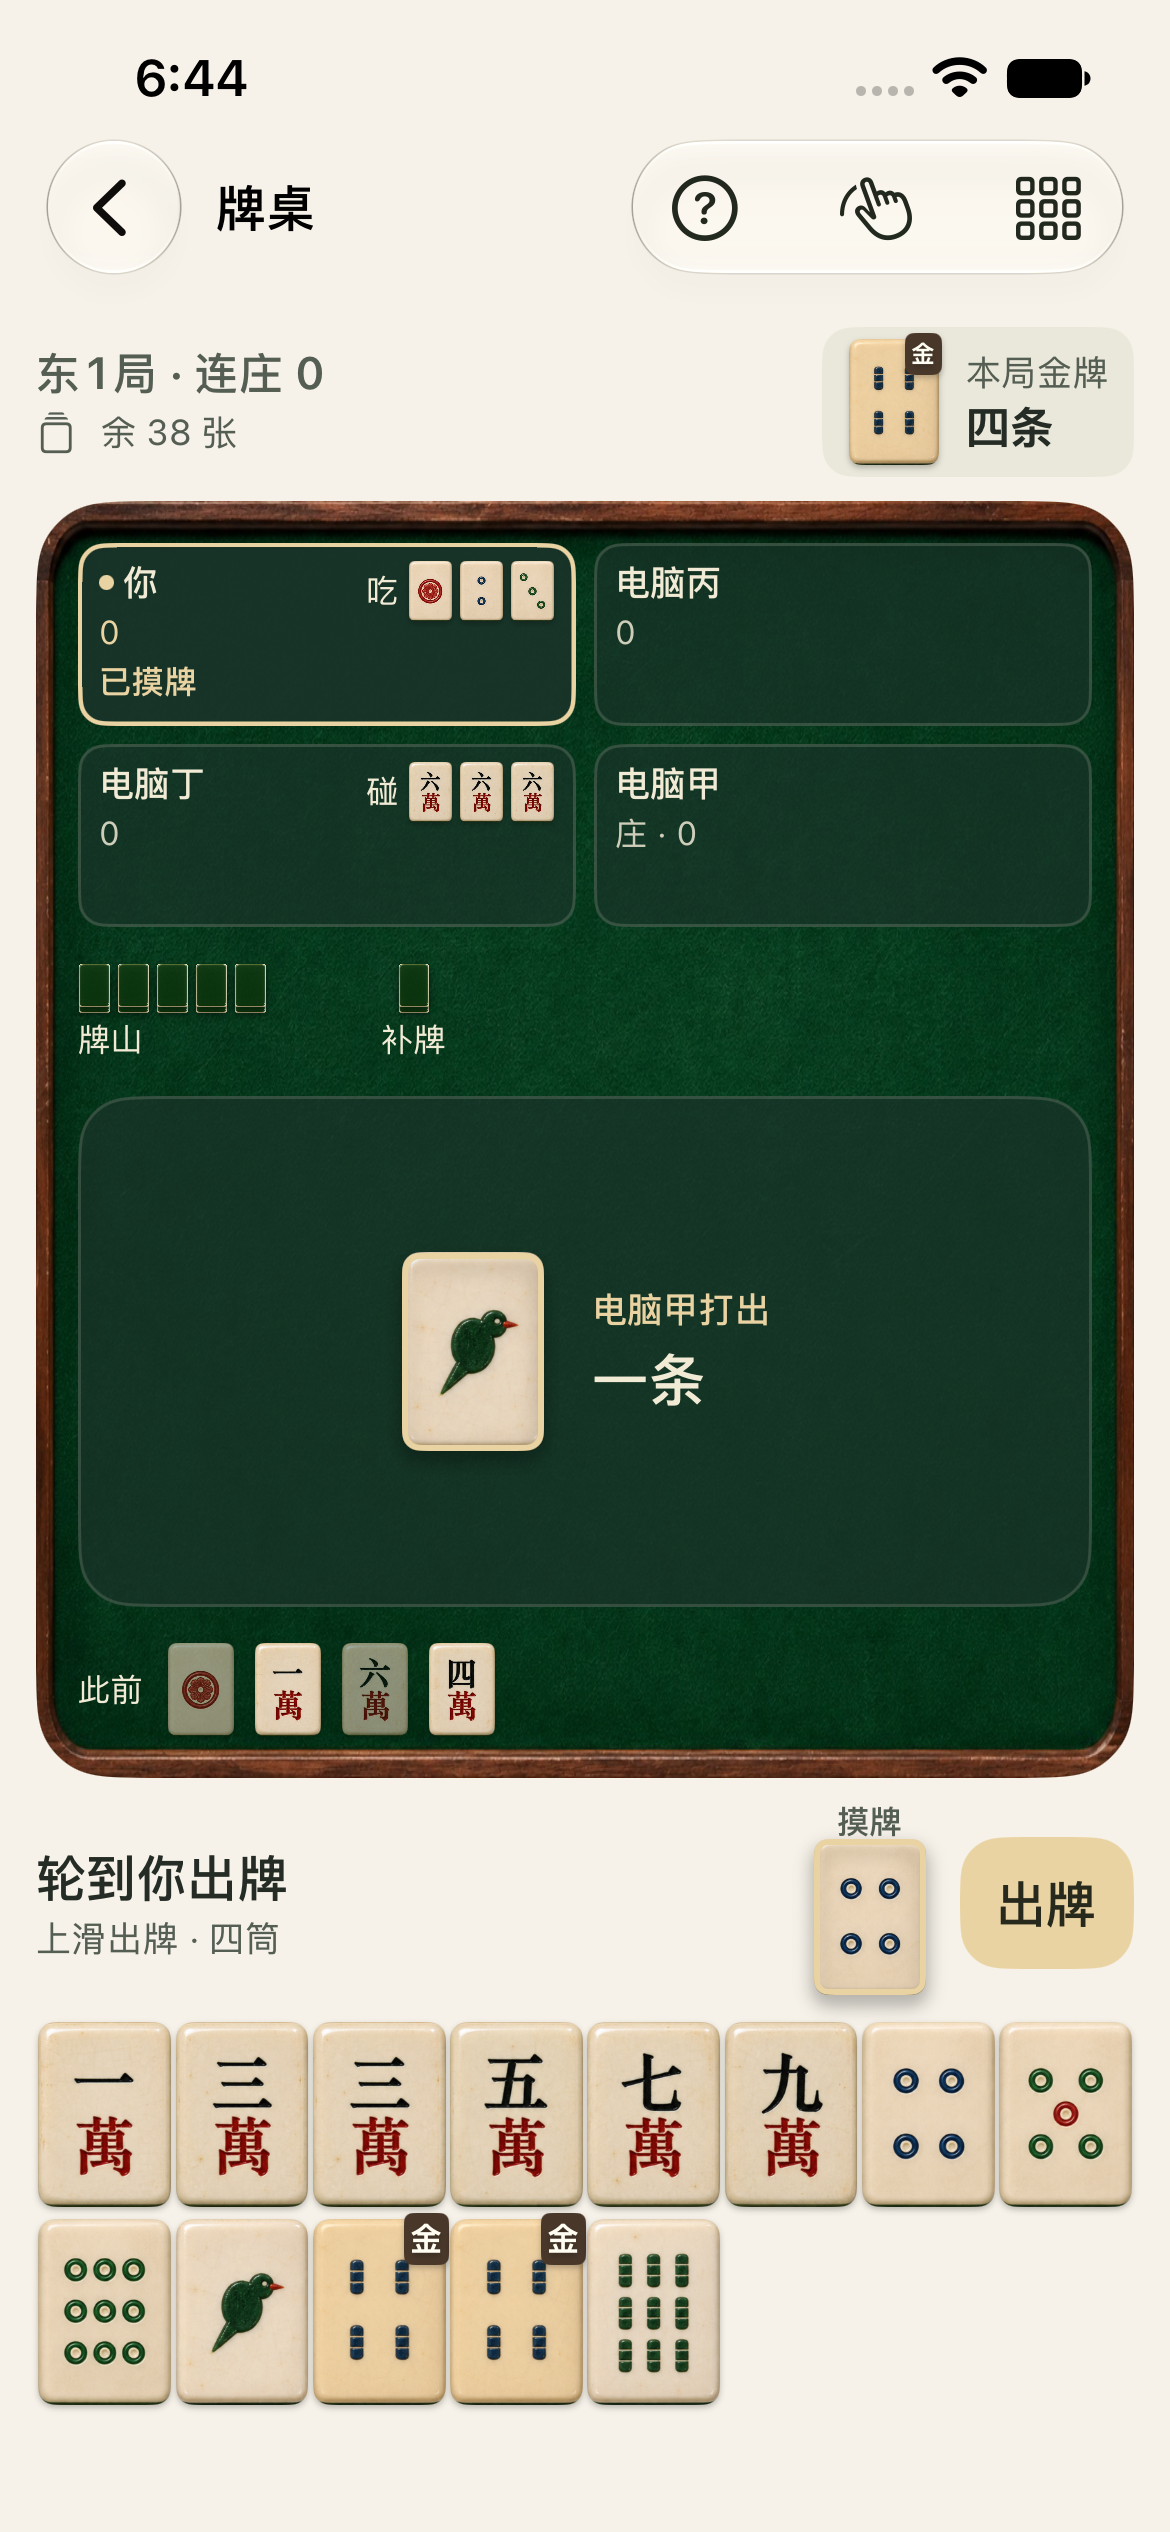 6:44
牌桌
东1局 · 连庄 0
余 38 张
金
本局金牌
四条
你
0
已摸牌
吃
电脑丙
0
电脑丁
0
碰
六萬
六萬
六萬
电脑甲
庄 · 0
牌山
补牌
电脑甲打出
一条
此前
一萬
六萬
四萬
轮到你出牌
上滑出牌 · 四筒
摸牌
出牌
一萬
三萬
三萬
五萬
七萬
九萬
金
金